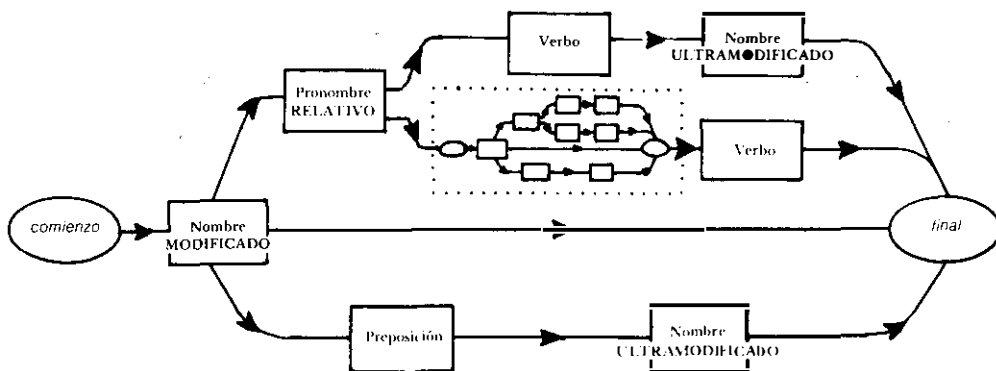 Verbo
Nombre
ULTRAMODIFICADO
Pronombre
RELATIVO
Verbo
comienzo
Nombre
MODIFICADO
final
Preposición
Nombre
ULTRAMODIFICADO